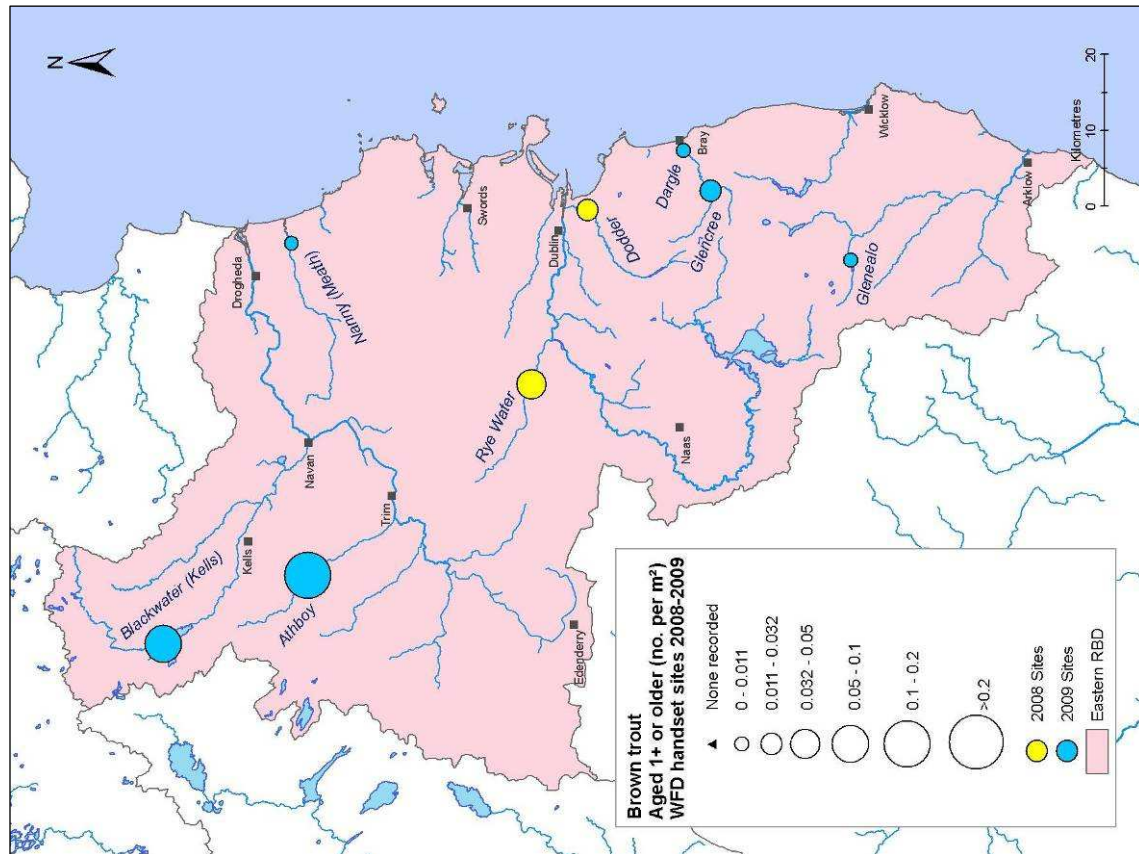 N
Drogheda
Nanny (Meath)
Blackwater (Kells)
Kells
Navan
Athboy
Trim
Swords
Rye Water
Dublin
Dodder
Dargle
Bray
Glencree
Naas
Edenderry
Glenealo
Wicklow
Arklow
0 10 20
Kilometres
Brown trout
Aged 1+ or older (no. per m²)
WFD handset sites 2008-2009
None recorded
0 - 0.011
0.011 - 0.032
0.032 - 0.05
0.05 - 0.1
0.1 - 0.2
>0.2
2008 Sites
2009 Sites
Eastern RBD